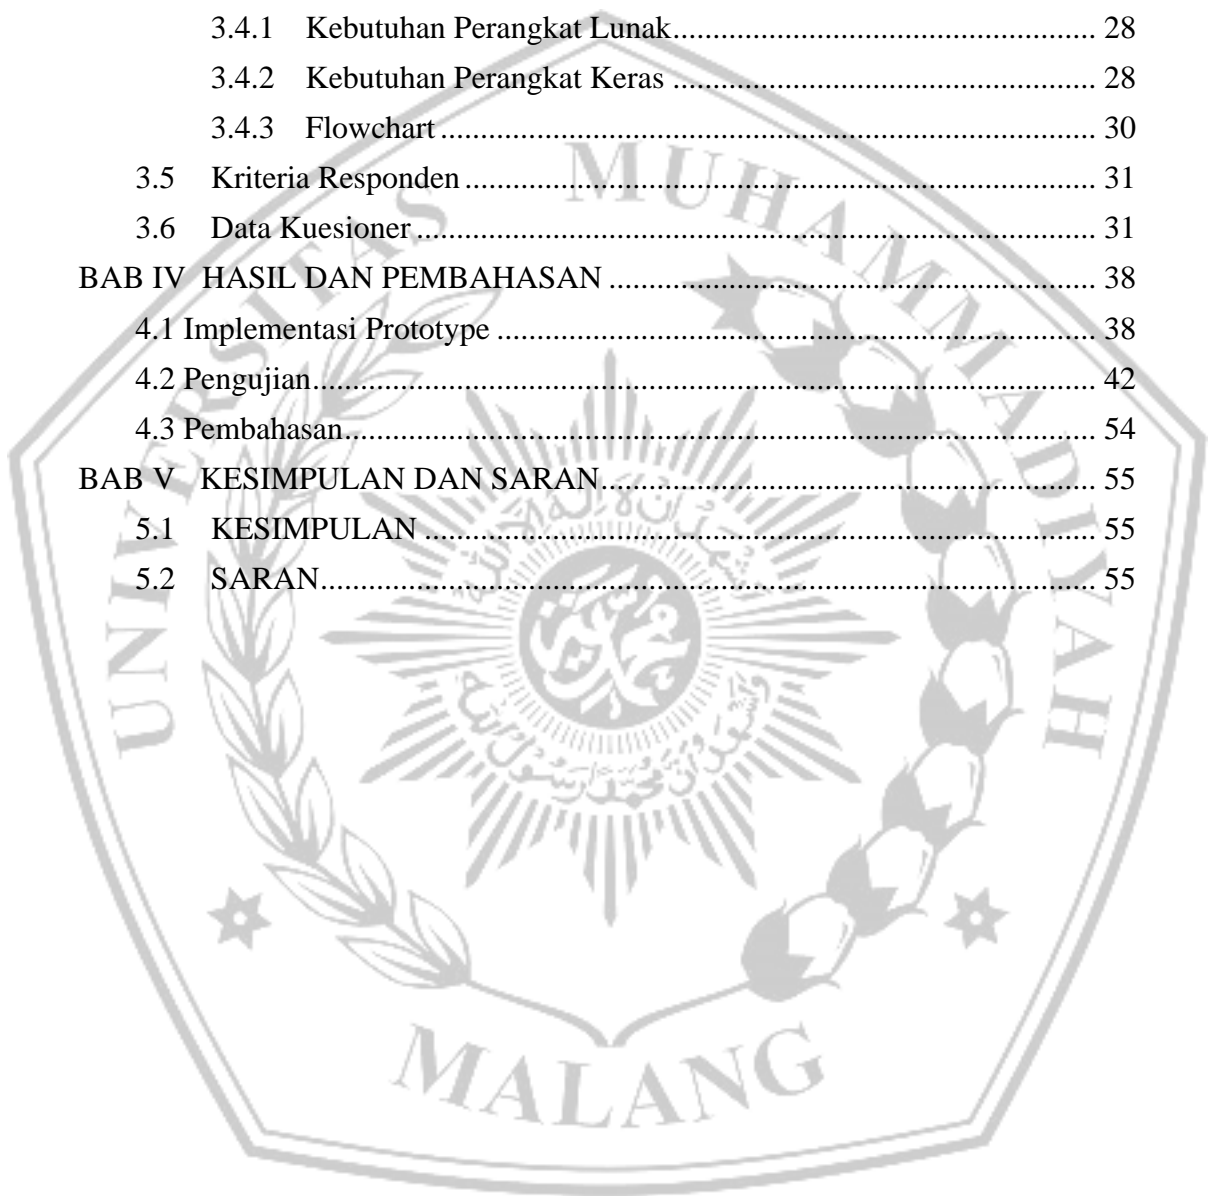 3.4.1 Kebutuhan Perangkat Lunak........................................................ 28
3.4.2 Kebutuhan Perangkat Keras ........................................................ 28
3.4.3 Flowchart ........................................................ 30
3.5 Kriteria Responden ........................................................ 31
3.6 Data Kuesioner ........................................................ 31
BAB IV HASIL DAN PEMBAHASAN ........................................................ 38
4.1 Implementasi Prototype ........................................................ 38
4.2 Pengujian........................................................ 42
4.3 Pembahasan........................................................ 54
BAB V KESIMPULAN DAN SARAN........................................................ 55
5.1 KESIMPULAN ........................................................ 55
5.2 SARAN........................................................ 55
UNIVERSITAS MUHAMMADIYAH
MALANG